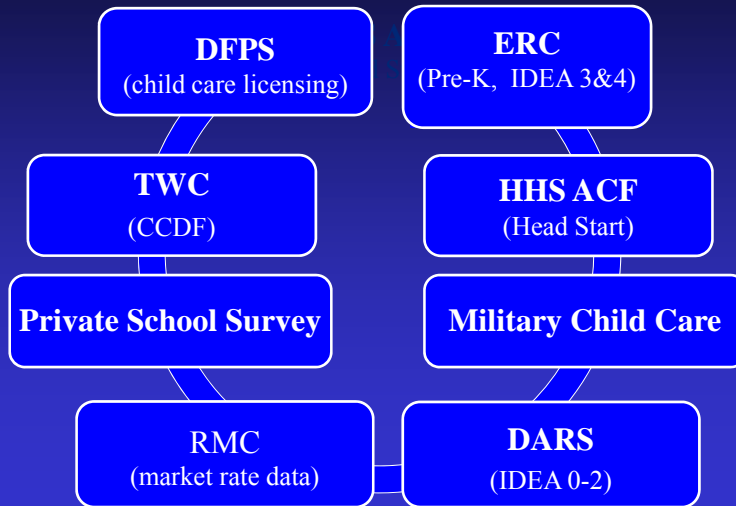 DFPS
(child care licensing)
ERC
(Pre-K, IDEA 3&4)
TWC
(CCDF)
HHS ACF
(Head Start)
Private School Survey
Military Child Care
RMC
(market rate data)
DARS
(IDEA 0-2)